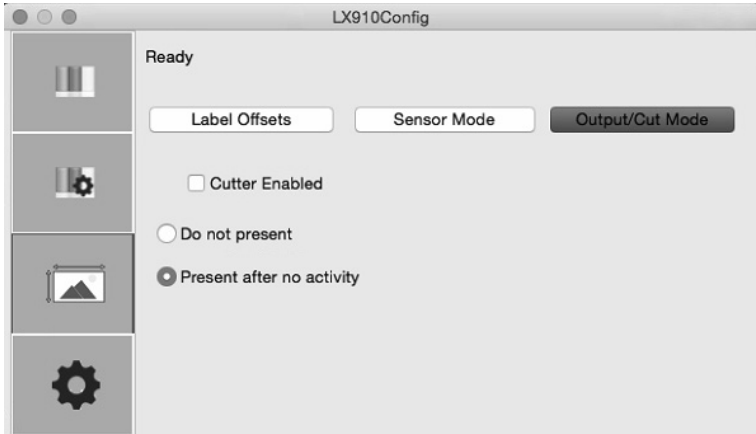 LX910Config
Ready
Label Offsets Sensor Mode Output/Cut Mode
Cutter Enabled
Do not present
Present after no activity